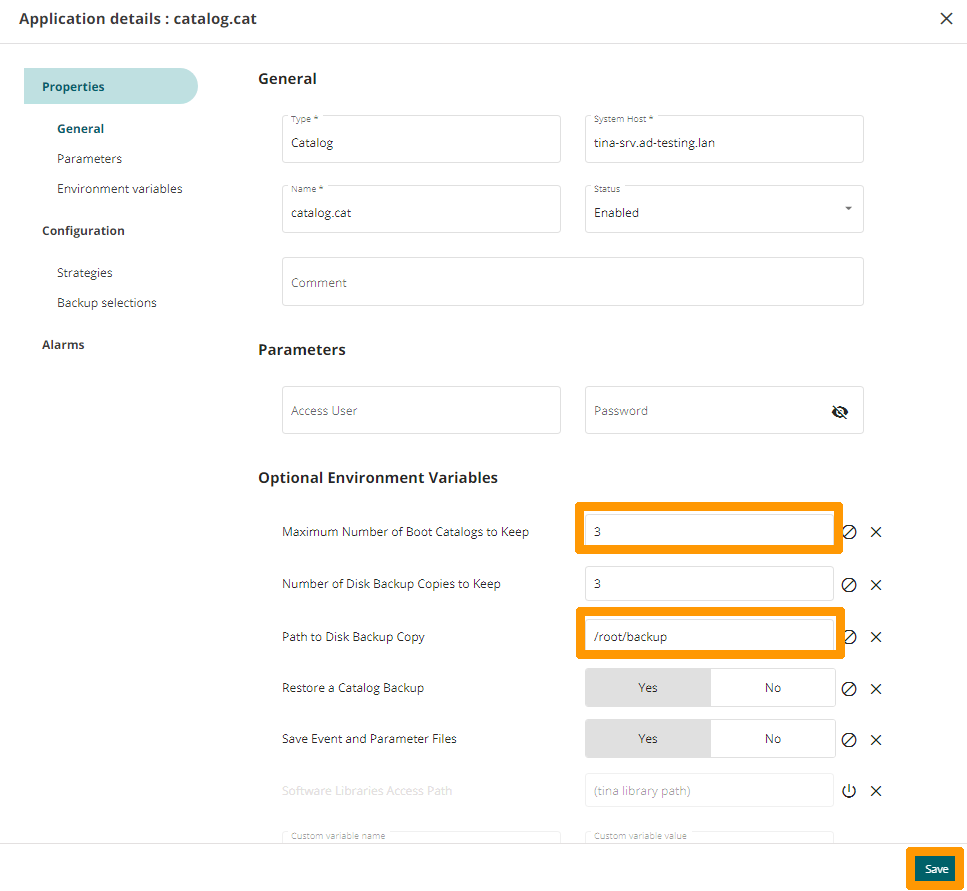 Application details : catalog.cat
Properties
General
Parameters
Environment variables
Configuration
Strategies
Backup selections
Alarms
General
Type *
Catalog
System Host *
tina-srv.ad-testing.lan
Name *
catalog.cat
Status
Enabled
Comment
Parameters
Access User
Password
Optional Environment Variables
Maximum Number of Boot Catalogs to Keep
3
Number of Disk Backup Copies to Keep
3
Path to Disk Backup Copy
/root/backup
Restore a Catalog Backup
Yes
No
Save Event and Parameter Files
Yes
No
Software Libraries Access Path
(tina library path)
Custom variable name
Custom variable value
Save